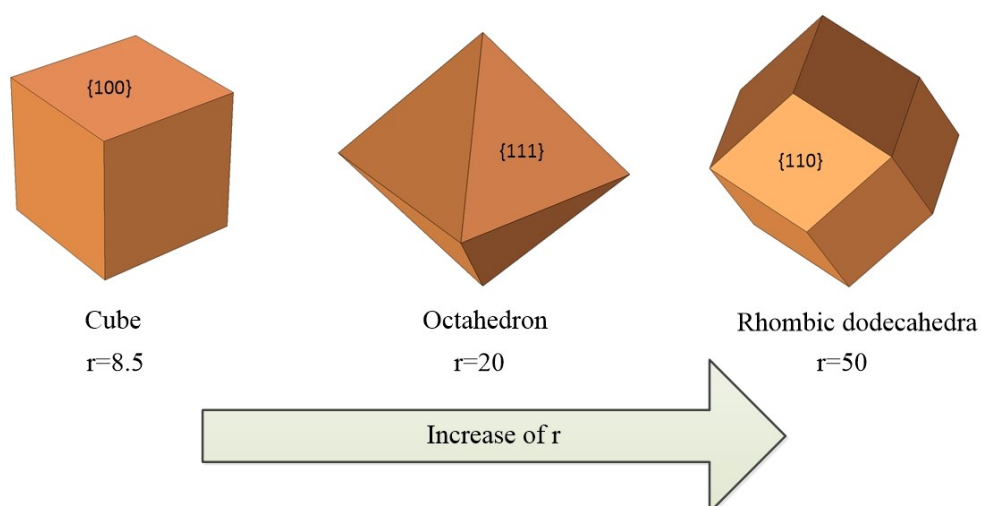 {100}
{111}
{110}
Cube
Octahedron
Rhombic dodecahedra
r=8.5
r=20
r=50
Increase of r